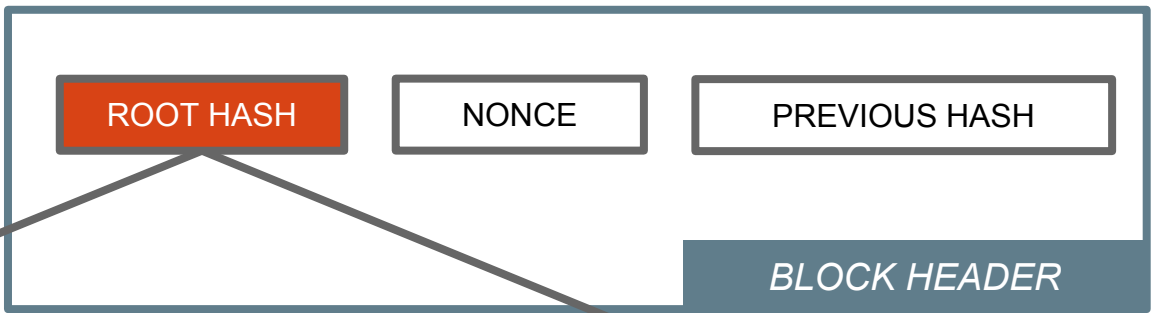 ROOT HASH
NONCE
PREVIOUS HASH
BLOCK HEADER